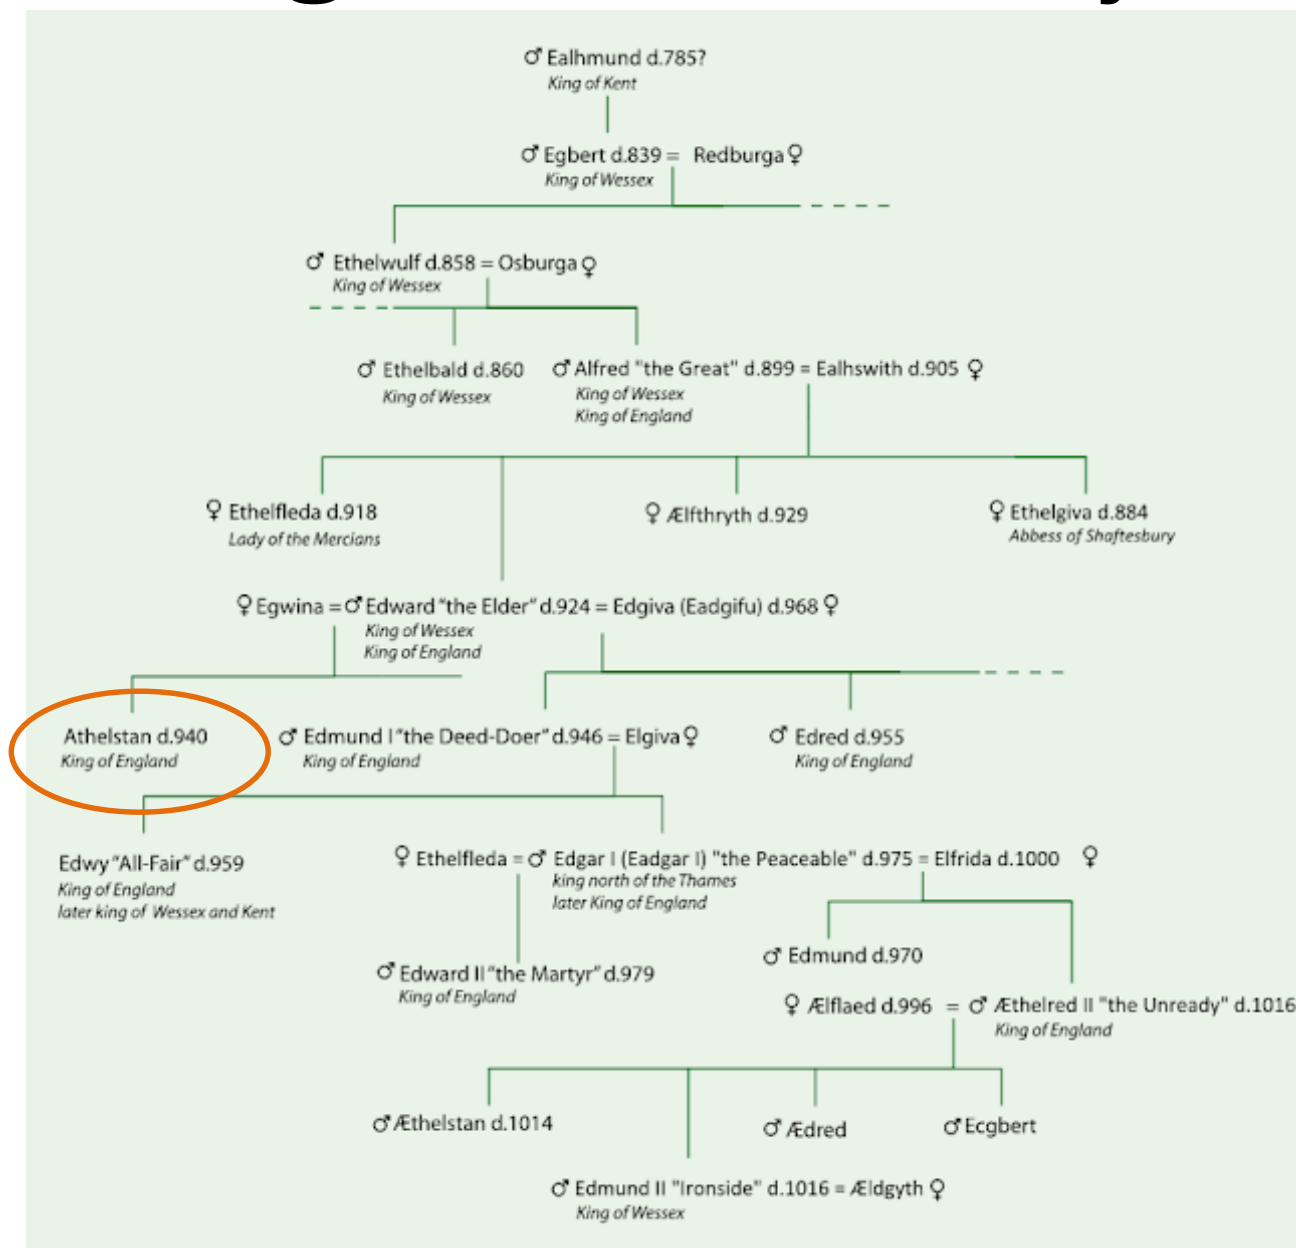 ♂ Ealhmund d.785?
King of Kent
♂ Egbert d.839 = Redburga ♀
King of Wessex
♂ Ethelwulf d.858 = Osburga ♀
King of Wessex
♂ Ethelbald d.860
King of Wessex
♂ Alfred "the Great" d.899 = Ealhswith d.905 ♀
King of Wessex
King of England
♀ Ethelfleda d.918
Lady of the Mercians
♀ Ælfthryth d.929
♀ Ethelgiva d.884
Abbess of Shaftesbury
♀ Egwina = ♂ Edward "the Elder" d.924 = Edgiva (Eadgifu) d.968 ♀
King of Wessex
King of England
Athelstan d.940
King of England
♂ Edmund I "the Deed-Doer" d.946 = Elgiva ♀
King of England
♂ Edred d.955
King of England
Edwy "All-Fair" d.959
King of England
later king of Wessex and Kent
♀ Ethelfleda = ♂ Edgar I (Eadgar I) "the Peaceable" d.975 = Elfrida d.1000 ♀
king north of the Thames
later King of England
♂ Edmund d.970
♂ Edward II "the Martyr" d.979
King of England
♀ Ælflaed d.996 = ♂ Æthelred II "the Unready" d.1016
King of England
♂ Æthelstan d.1014
♂ Ædred
♂ Ecgbert
♂ Edmund II "Ironside" d.1016 = Ældgyth ♀
King of Wessex